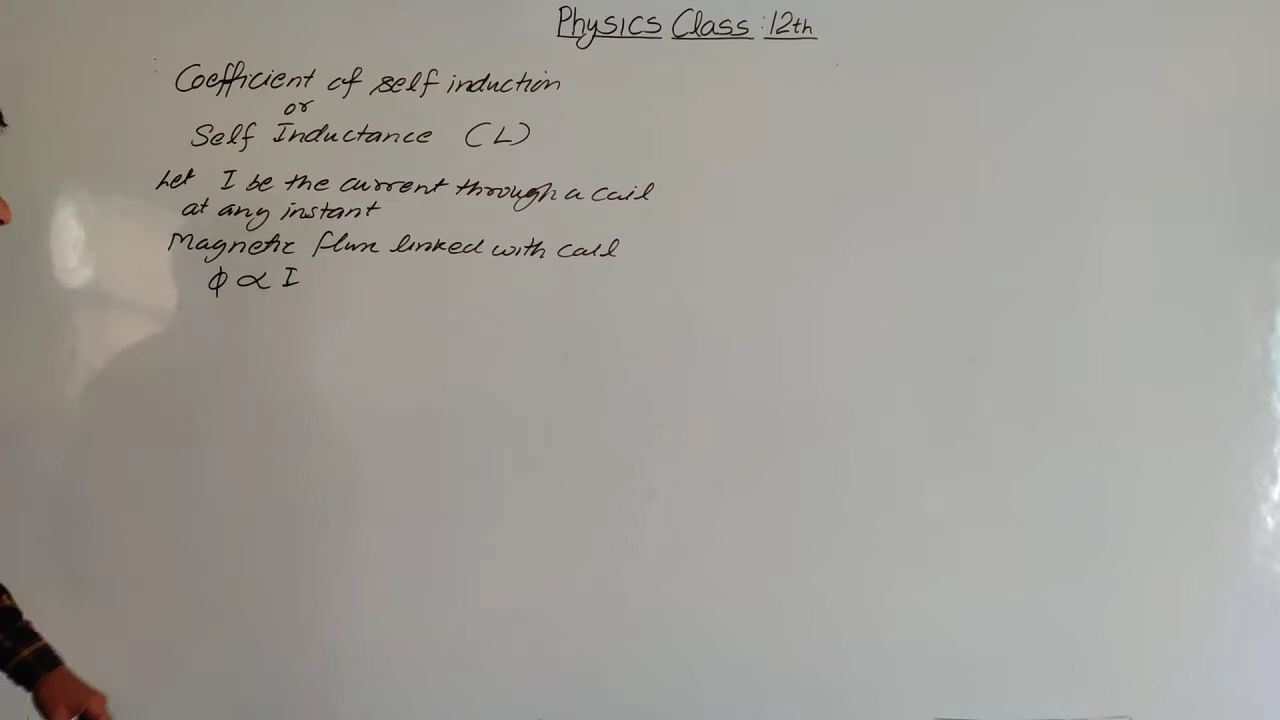 Physics Class : 12th
Coefficient of self induction
or
Self Inductance (L)
Let I be the current through a coil
at any instant
Magnetic flux linked with coil
ϕ ∝ I